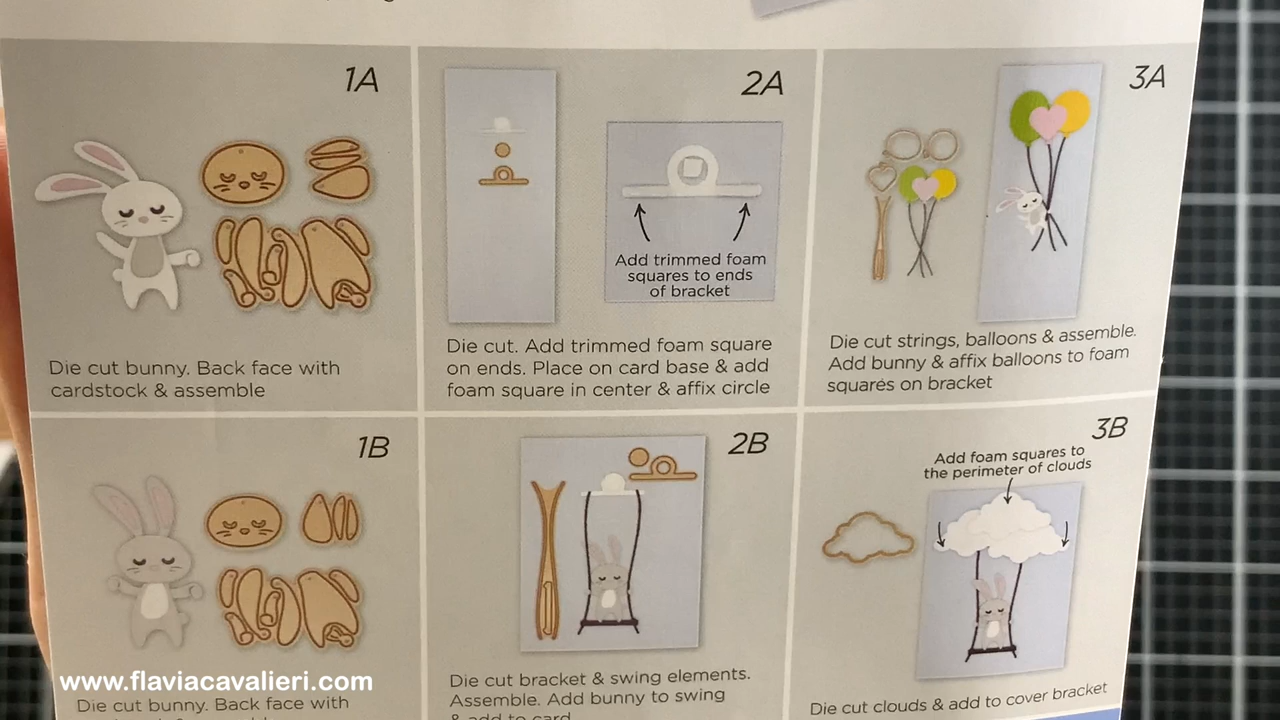 1A
Die cut bunny. Back face with
cardstock & assemble
2A
Add trimmed foam
squares to ends
of bracket
Die cut. Add trimmed foam square
on ends. Place on card base & add
foam square in center & affix circle
3A
Die cut strings, balloons & assemble.
Add bunny & affix balloons to foam
squares on bracket
1B
www.flaviacavalieri.com
Die cut bunny. Back face with
2B
Die cut bracket & swing elements.
Assemble. Add bunny to swing
& add to card
3B
Add foam squares to
the perimeter of clouds
Die cut clouds & add to cover bracket